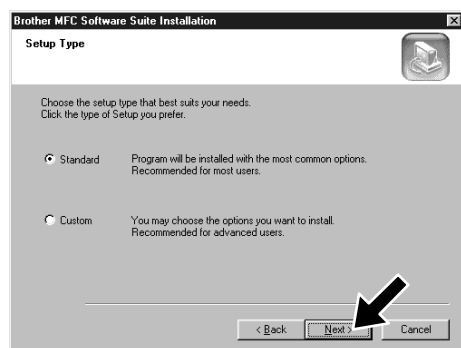 Brother MFC Software Suite Installation
Setup Type
Choose the setup type that best suits your needs.
Click the type of Setup you prefer.
Standard Program will be installed with the most common options.
Recommended for most users.
Custom You may choose the options you want to install.
Recommended for advanced users.
< Back Next > Cancel